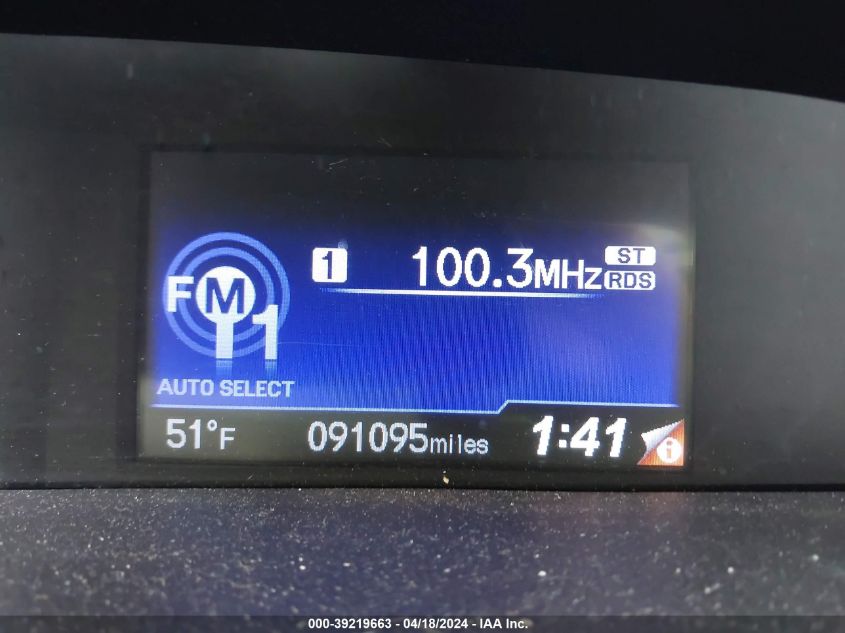 1 100.3MHz ST
RDS
FM
1
AUTO SELECT
51°F 091095miles 1:41 i
000-39219663 - 04/18/2024 - IAA Inc.